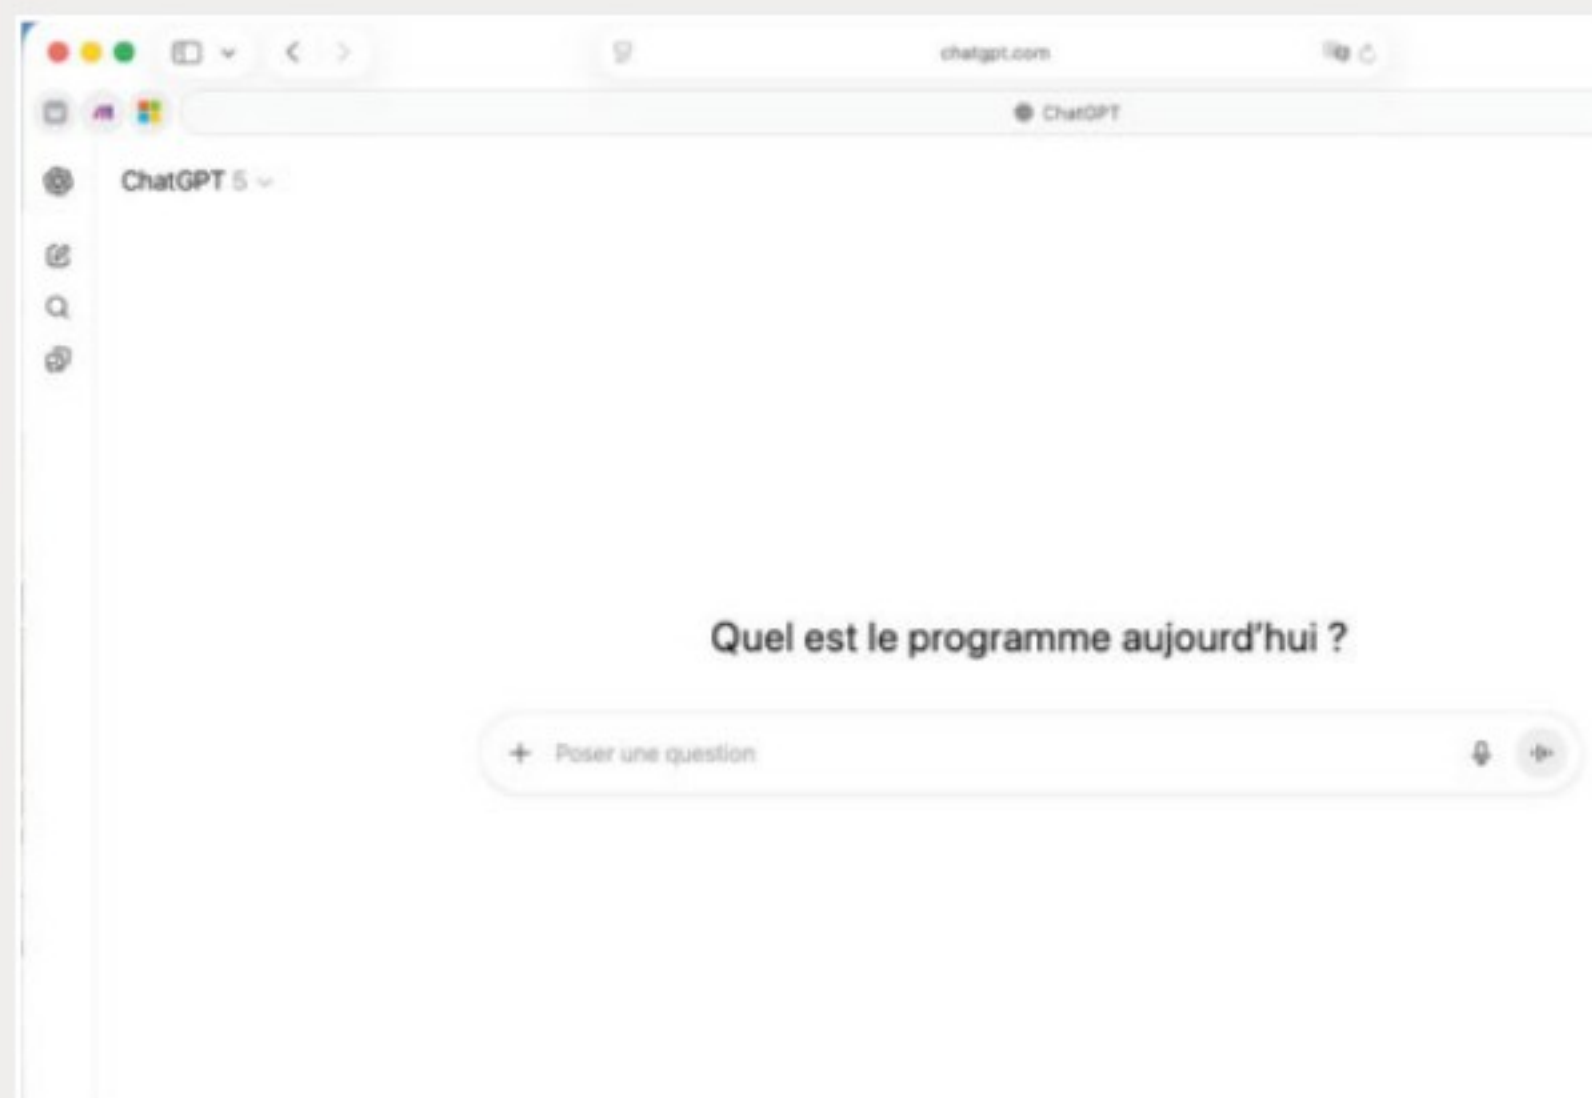 chatgpt.com
ChatGPT
ChatGPT 5
Quel est le programme aujourd’hui ?
Poser une question